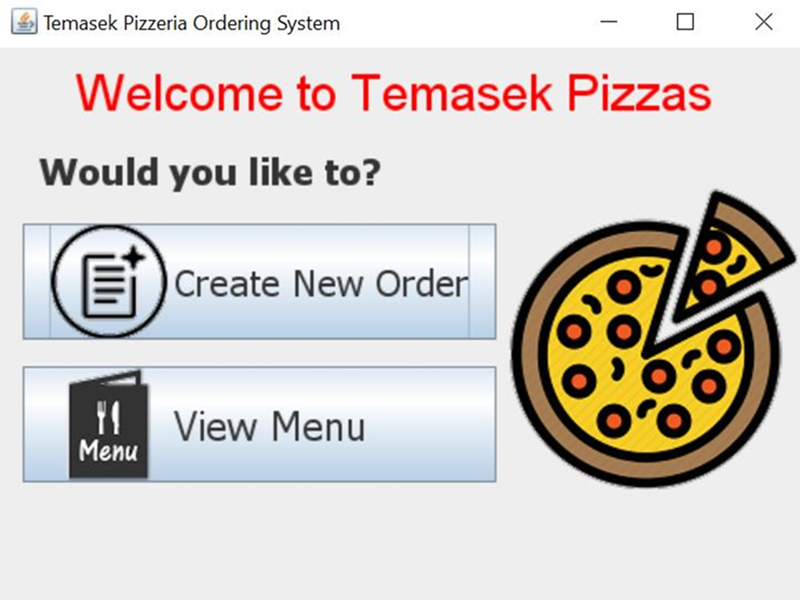 Temasek Pizzeria Ordering System
Welcome to Temasek Pizzas
Would you like to?
Create New Order
Menu
View Menu